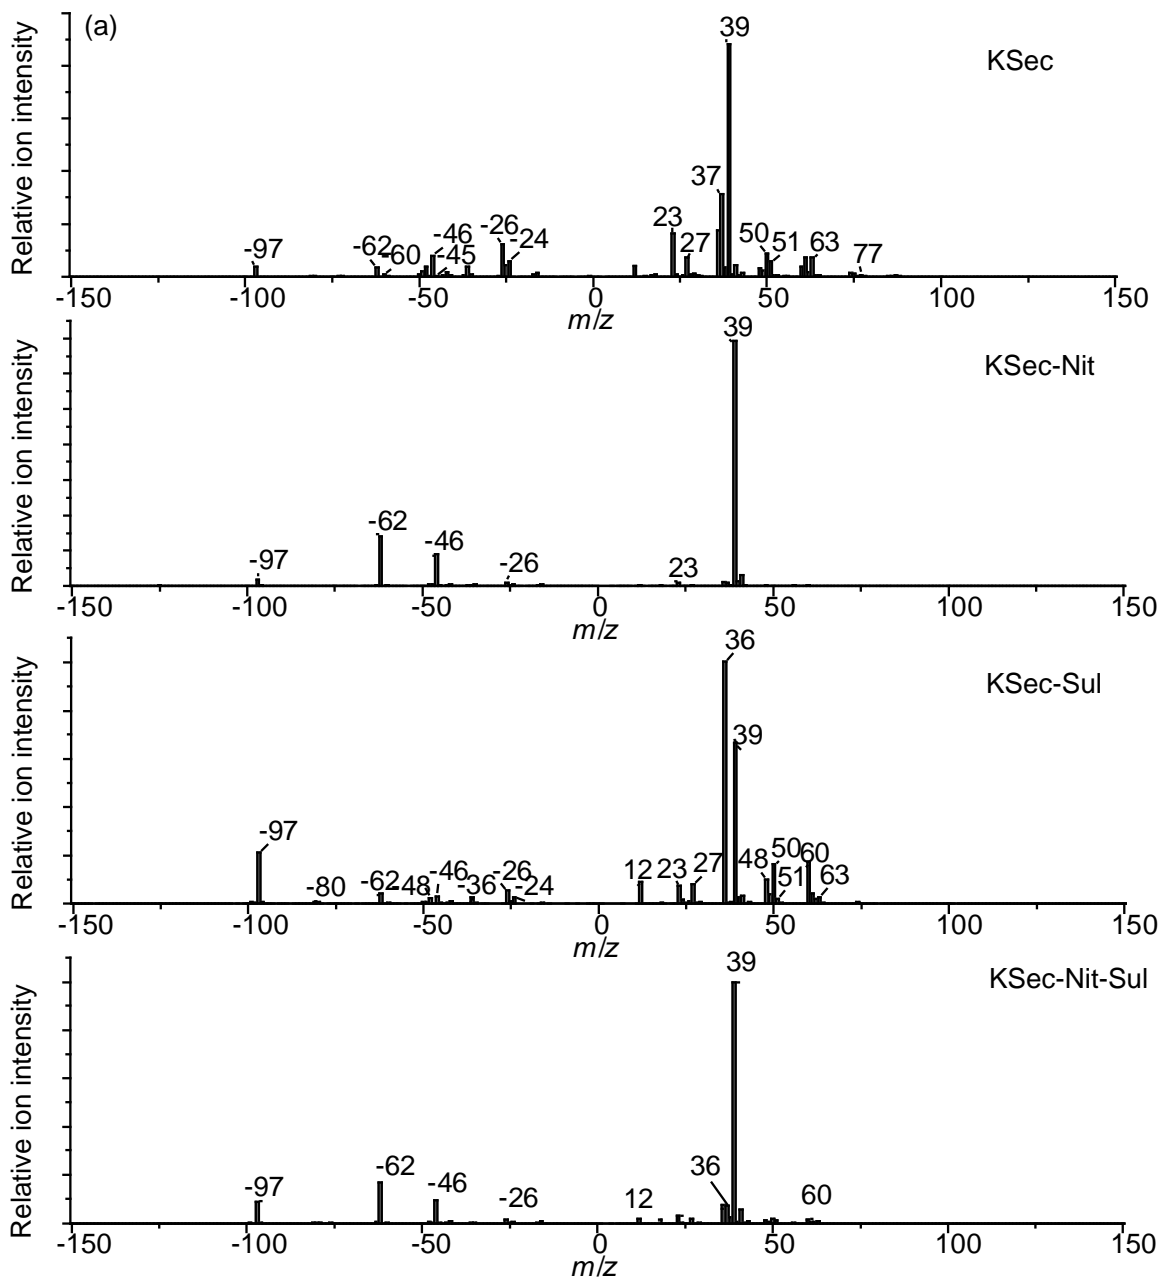 (a)
Relative ion intensity
KSec
-97
-62
-60
-46
-45
-26
-24
23
37
39
27
50
51
63
77
-150 -100 -50 0 50 100 150
m/z
Relative ion intensity
KSec-Nit
-97
-62
-46
-26
23
39
-150 -100 -50 0 50 100 150
m/z
Relative ion intensity
KSec-Sul
-97
-80
-62
-48
-46
-36
-26
-24
12
23
27
36
39
48
50
51
60
63
-150 -100 -50 0 50 100 150
m/z
Relative ion intensity
KSec-Nit-Sul
-97
-62
-46
-26
12
36
39
60
-150 -100 -50 0 50 100 150
m/z